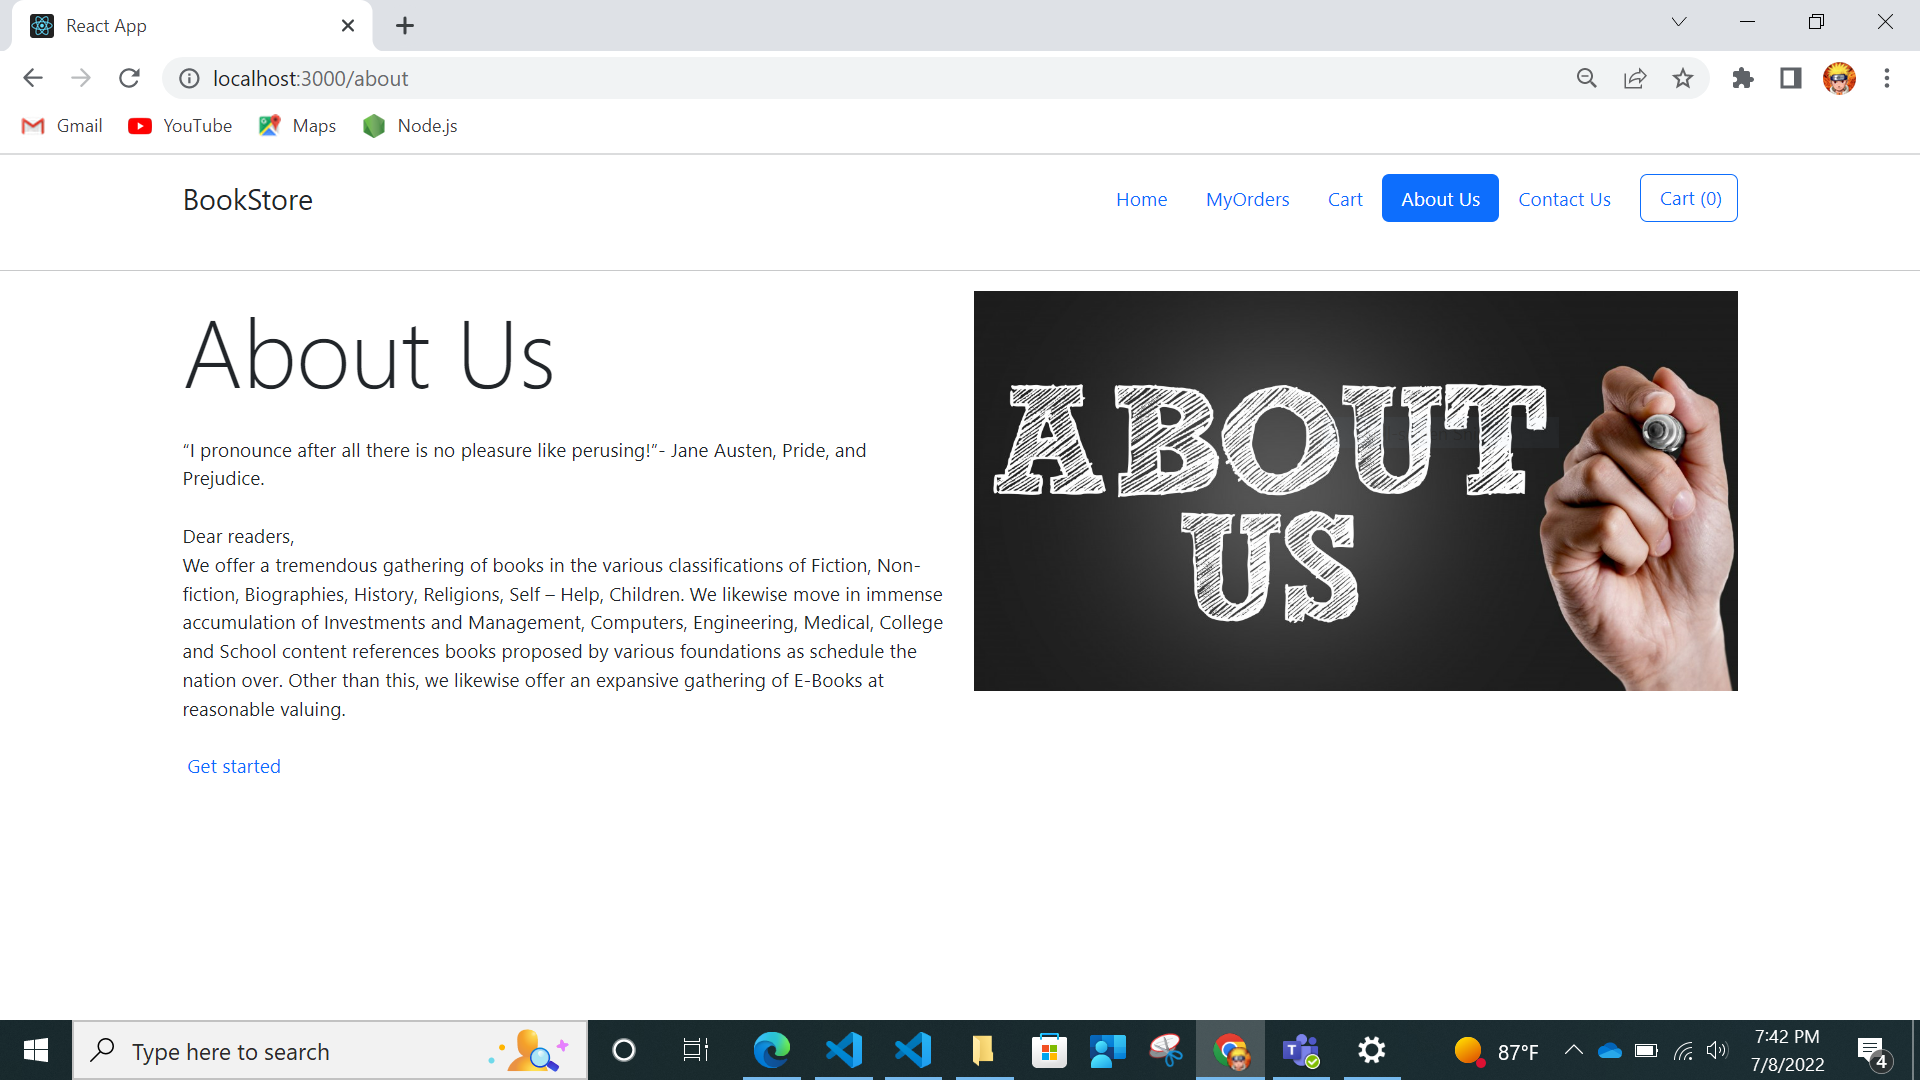 React App
localhost:3000/about
Gmail YouTube Maps Node.js
BookStore Home MyOrders Cart About Us Contact Us Cart (0)
About Us
“I pronounce after all there is no pleasure like perusing!”- Jane Austen, Pride, and
Prejudice.
Dear readers,
We offer a tremendous gathering of books in the various classifications of Fiction, Non-
fiction, Biographies, History, Religions, Self – Help, Children. We likewise move in immense
accumulation of Investments and Management, Computers, Engineering, Medical, College
and School content references books proposed by various foundations as schedule the
nation over. Other than this, we likewise offer an expansive gathering of E-Books at
reasonable valuing.
Get started
ABOUT
US
Type here to search
87°F
7:42 PM
7/8/2022
4